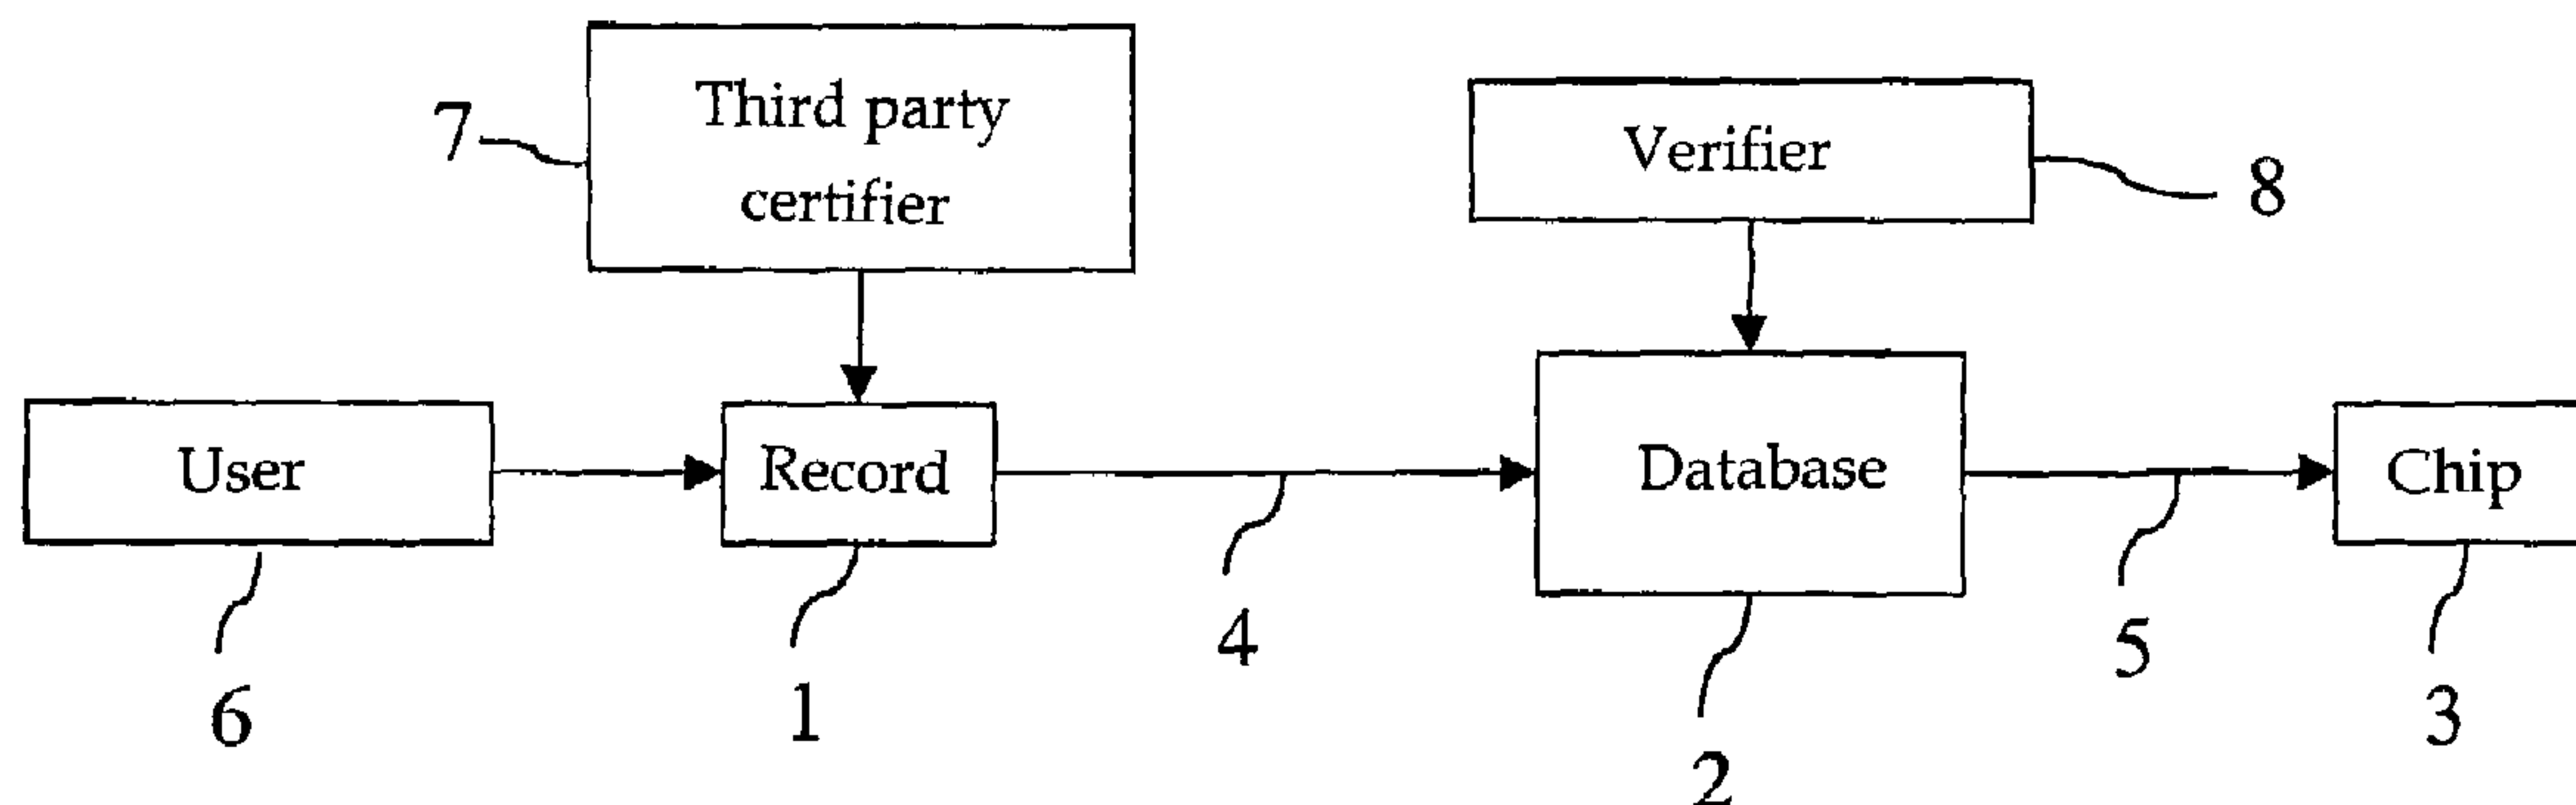 Third party
certifier
7
Verifier
8
User
Record
Database
Chip
6
1
4
2
5
3